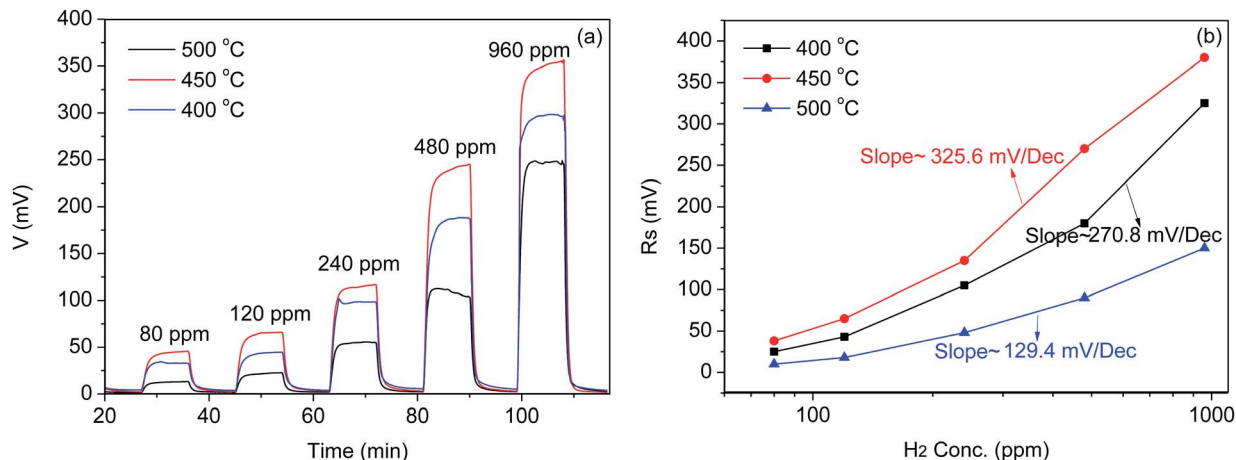 (a)
500 °C
450 °C
400 °C
80 ppm
120 ppm
240 ppm
480 ppm
960 ppm
400
350
300
250
200
150
100
50
0
V (mV)
20
40
60
80
100
Time (min)
(b)
400 °C
450 °C
500 °C
Slope~ 325.6 mV/Dec
Slope~270.8 mV/Dec
Slope~ 129.4 mV/Dec
400
350
300
250
200
150
100
50
0
Rs (mV)
100
1000
H2 Conc. (ppm)